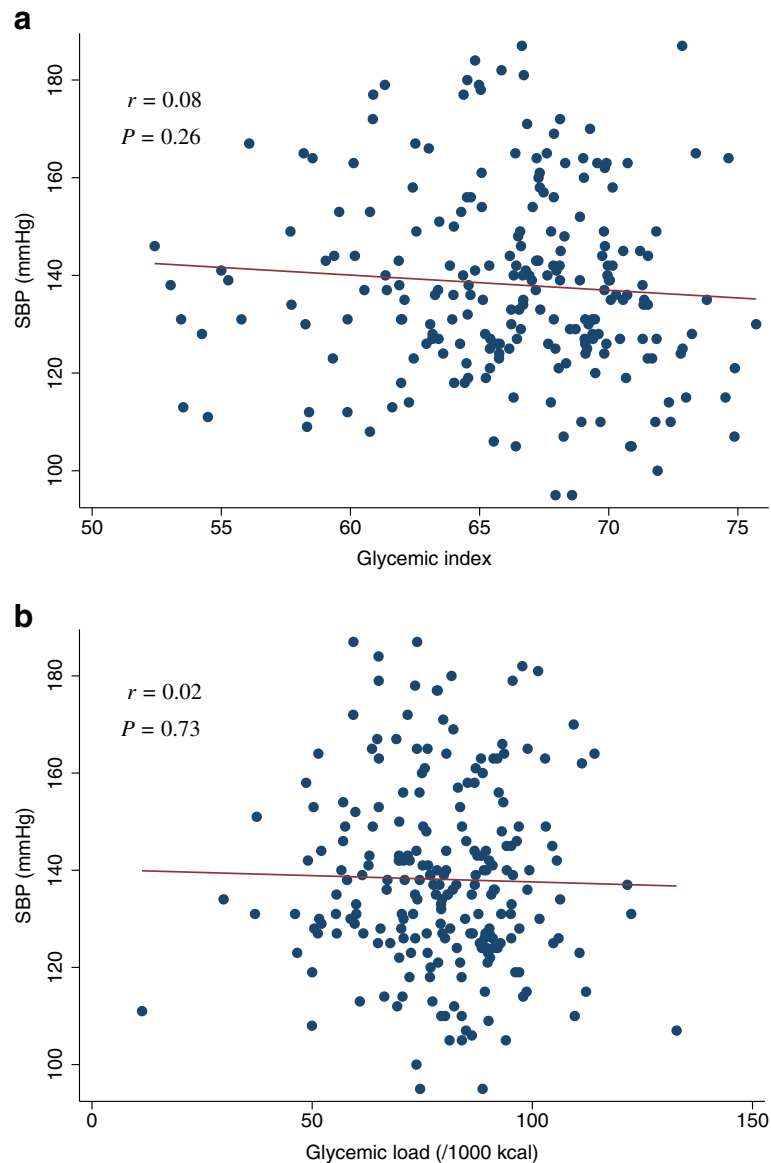 a
180
160
140
120
100
SBP (mmHg)
r = 0.08
P = 0.26
50 55 60 65 70 75
Glycemic index
b
180
160
140
120
100
SBP (mmHg)
r = 0.02
P = 0.73
0 50 100 150
Glycemic load (/1000 kcal)